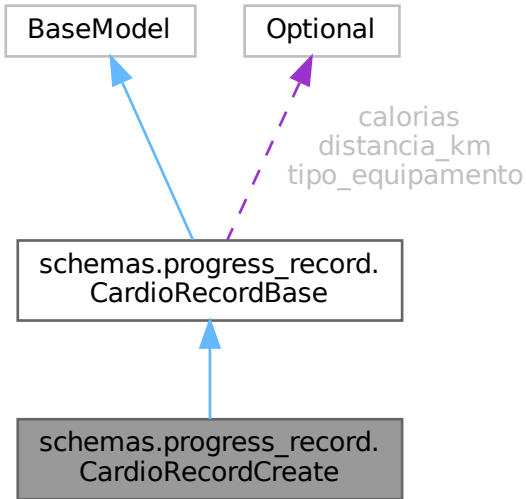 BaseModel
Optional
calorias
distancia_km
tipo_equipamento
schemas.progress_record.
CardioRecordBase
schemas.progress_record.
CardioRecordCreate